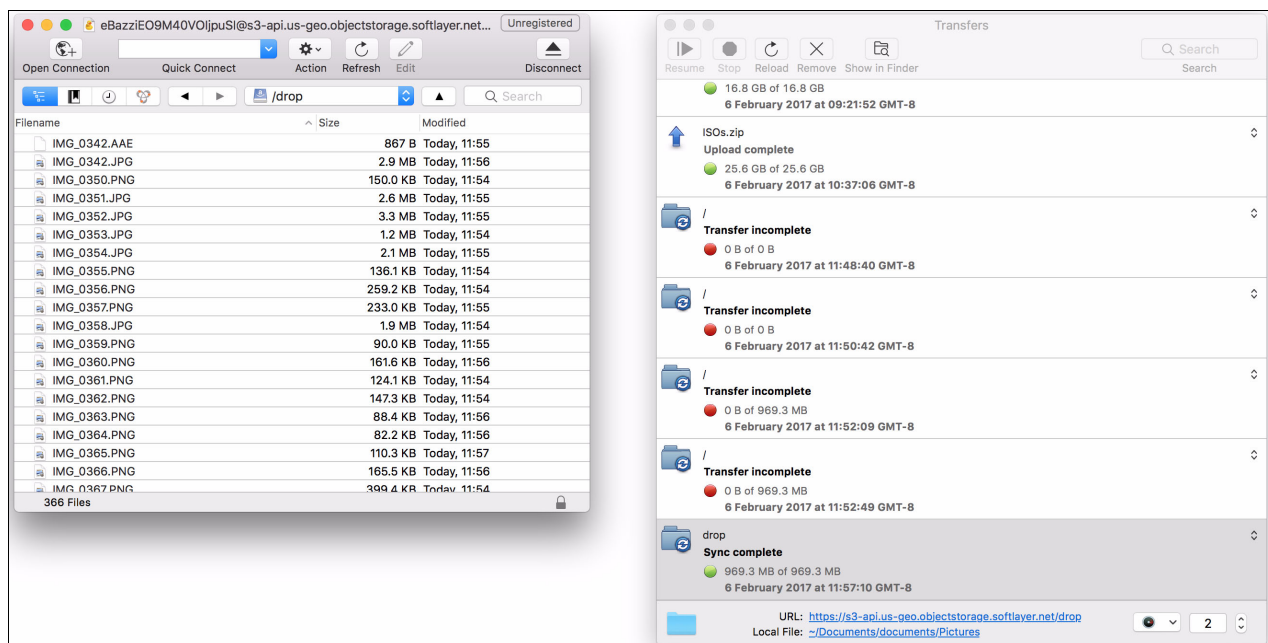 eBazziEO9M40VOIjpuSI@s3-api.us-geo.objectstorage.softlayer.net...
Unregistered
Open Connection
Quick Connect
Action
Refresh
Edit
Disconnect
/drop
Search
Filename Size Modified
IMG_0342.AAE 867 B Today, 11:55
IMG_0342.JPG 2.9 MB Today, 11:56
IMG_0350.PNG 150.0 KB Today, 11:54
IMG_0351.JPG 2.6 MB Today, 11:55
IMG_0352.JPG 3.3 MB Today, 11:55
IMG_0353.JPG 1.2 MB Today, 11:54
IMG_0354.JPG 2.1 MB Today, 11:55
IMG_0355.PNG 136.1 KB Today, 11:54
IMG_0356.PNG 259.2 KB Today, 11:54
IMG_0357.PNG 233.0 KB Today, 11:55
IMG_0358.JPG 1.9 MB Today, 11:54
IMG_0359.PNG 90.0 KB Today, 11:55
IMG_0360.PNG 161.6 KB Today, 11:56
IMG_0361.PNG 124.1 KB Today, 11:54
IMG_0362.PNG 147.3 KB Today, 11:54
IMG_0363.PNG 88.4 KB Today, 11:56
IMG_0364.PNG 82.2 KB Today, 11:56
IMG_0365.PNG 110.3 KB Today, 11:57
IMG_0366.PNG 165.5 KB Today, 11:56
IMG_0367.PNG 399.4 KB Today, 11:54
366 Files
Transfers
Resume
Stop
Reload
Remove
Show in Finder
Search
Search
16.8 GB of 16.8 GB
6 February 2017 at 09:21:52 GMT-8
ISOs.zip
Upload complete
25.6 GB of 25.6 GB
6 February 2017 at 10:37:06 GMT-8
/
Transfer incomplete
0 B of 0 B
6 February 2017 at 11:48:40 GMT-8
/
Transfer incomplete
0 B of 0 B
6 February 2017 at 11:50:42 GMT-8
/
Transfer incomplete
0 B of 969.3 MB
6 February 2017 at 11:52:09 GMT-8
/
Transfer incomplete
0 B of 969.3 MB
6 February 2017 at 11:52:49 GMT-8
drop
Sync complete
969.3 MB of 969.3 MB
6 February 2017 at 11:57:10 GMT-8
URL: https://s3-api.us-geo.objectstorage.softlayer.net/drop
Local File: ~/Documents/documents/Pictures
2